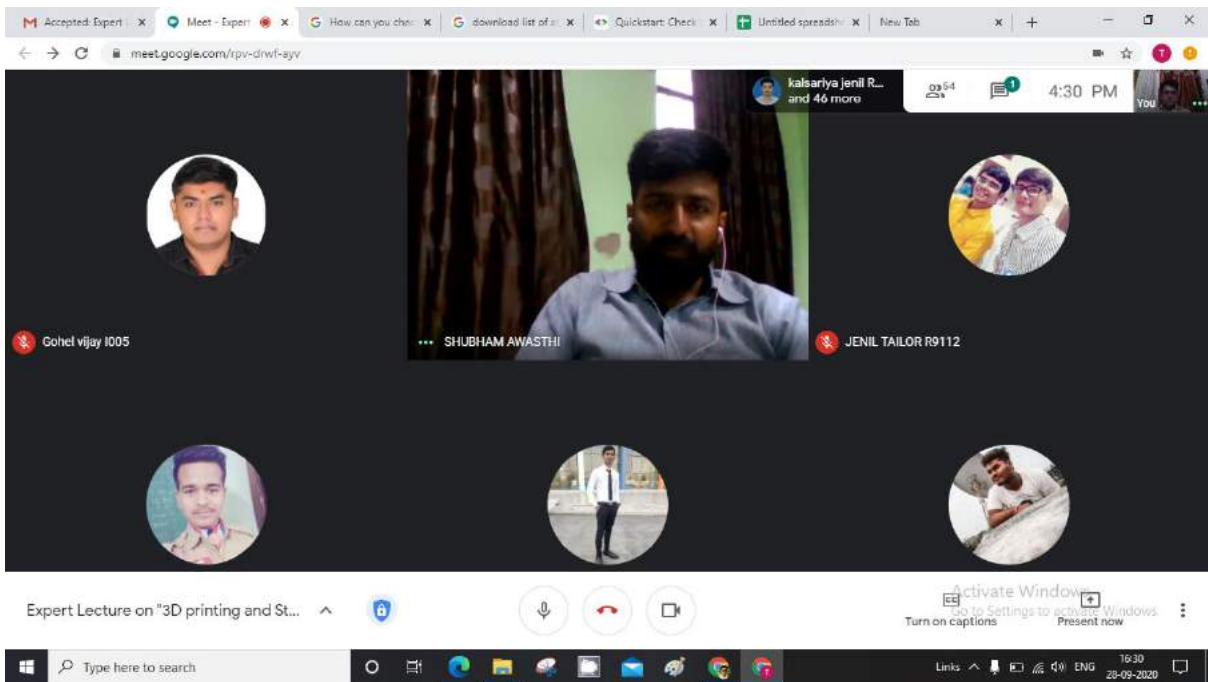 Accepted: Expert
Meet - Expert
How can you chec
download list of a
Quickstart: Check
Untitled spreadsh
New Tab
meet.google.com/rpv-drwf-ayv
T
kalsariya jenil R...
and 46 more
54
1
4:30 PM
You
Gohel vijay I005
SHUBHAM AWASTHI
JENIL TAILOR R9112
Expert Lecture on "3D printing and St...
Activate Windows
Go to Settings to activate Windows.
Turn on captions
Present now
Type here to search
Links
ENG
16:30
28-09-2020